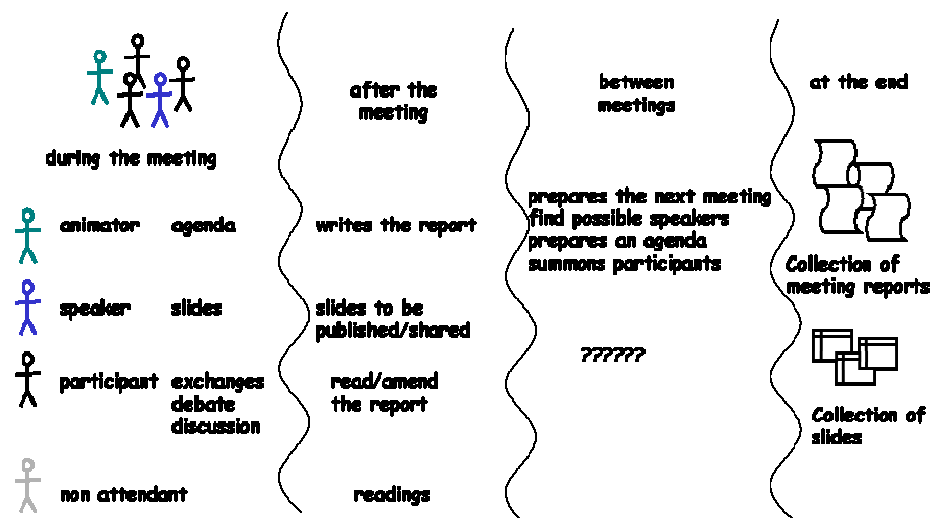 during the meeting
after the
meeting
between
meetings
at the end
animator agenda
writes the report
prepares the next meeting
find possible speakers
prepares an agenda
summons participants
Collection of
meeting reports
speaker slides
slides to be
published/shared
??????
participant exchanges
debate
discussion
read/amend
the report
Collection of
slides
non attendant
readings